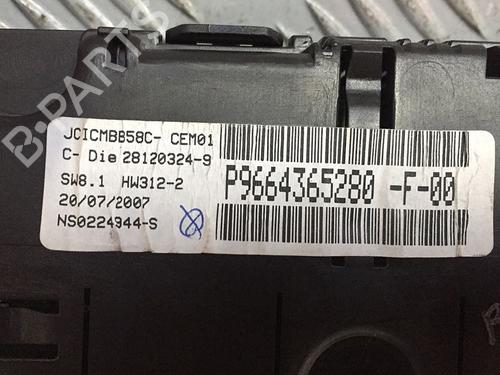 B-PARTS
JCICMBB58C- CEM01
C- Die 28120324-9
SW8.1 HW312-2
20/07/2007
NS0224944-S
P9664365280 -F-00